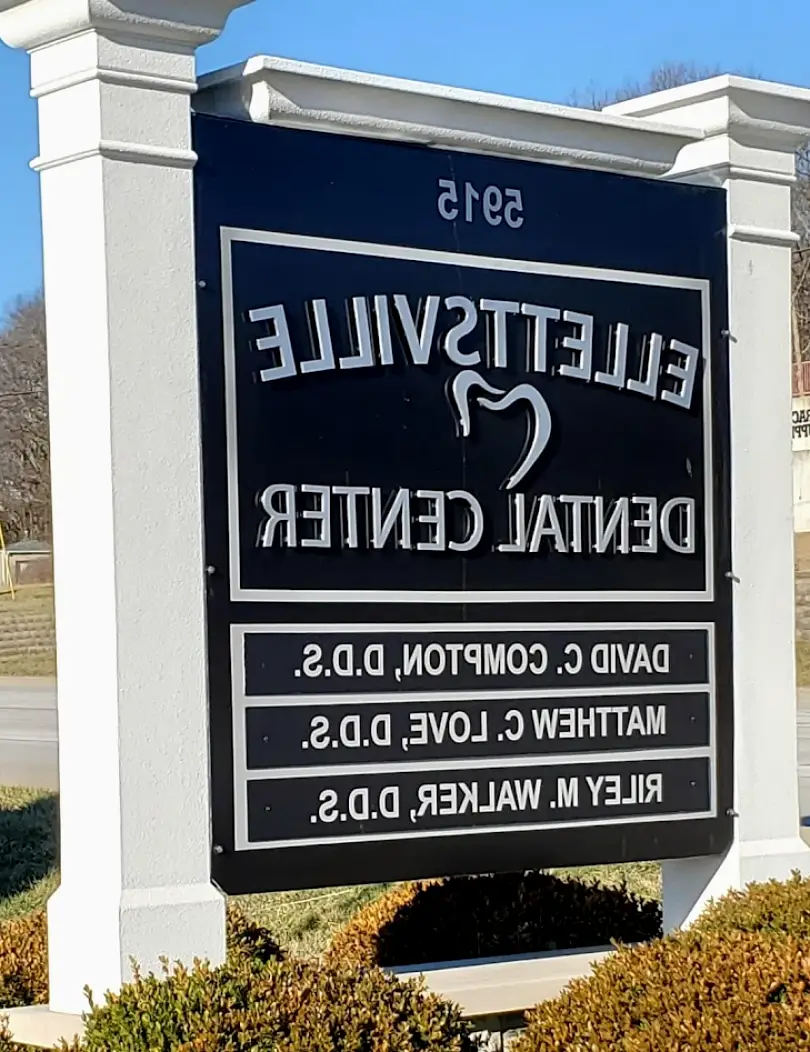 5915
ELLETTSVILLE
DENTAL CENTER
DAVID C. COMPTON, D.D.S.
MATTHEW C. LOVE, D.D.S.
RILEY M. WALKER, D.D.S.